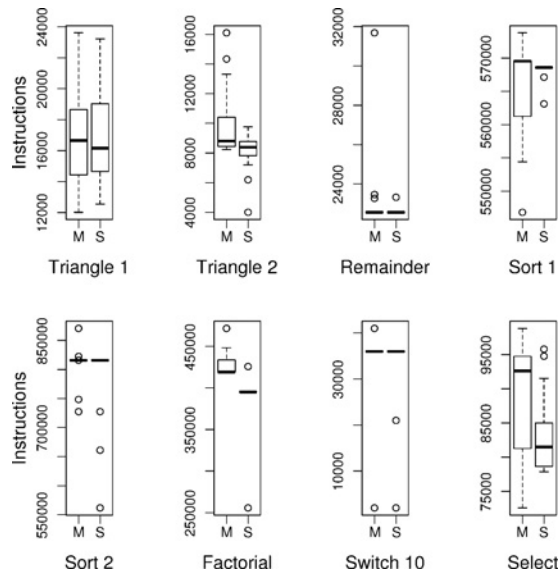 Instructions
12000 16000 20000 24000
M S
Triangle 1
4000 8000 12000 16000
M S
Triangle 2
24000 28000 32000
M S
Remainder
550000 560000 570000
M S
Sort 1
Instructions
550000 700000 850000
M S
Sort 2
250000 350000 450000
M S
Factorial
10000 30000
M S
Switch 10
75000 85000 95000
M S
Select